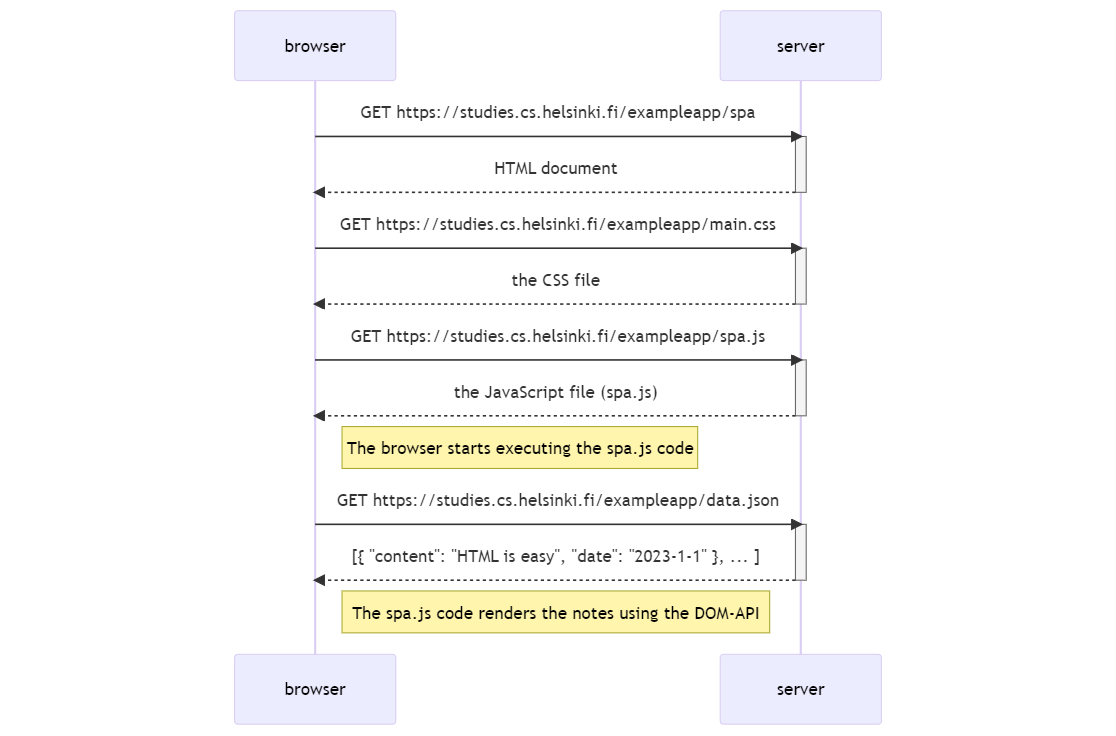 browser
server
GET https://studies.cs.helsinki.fi/exampleapp/spa
HTML document
GET https://studies.cs.helsinki.fi/exampleapp/main.css
the CSS file
GET https://studies.cs.helsinki.fi/exampleapp/spa.js
the JavaScript file (spa.js)
The browser starts executing the spa.js code
GET https://studies.cs.helsinki.fi/exampleapp/data.json
[{ "content": "HTML is easy", "date": "2023-1-1" }, ... ]
The spa.js code renders the notes using the DOM-API
browser
server